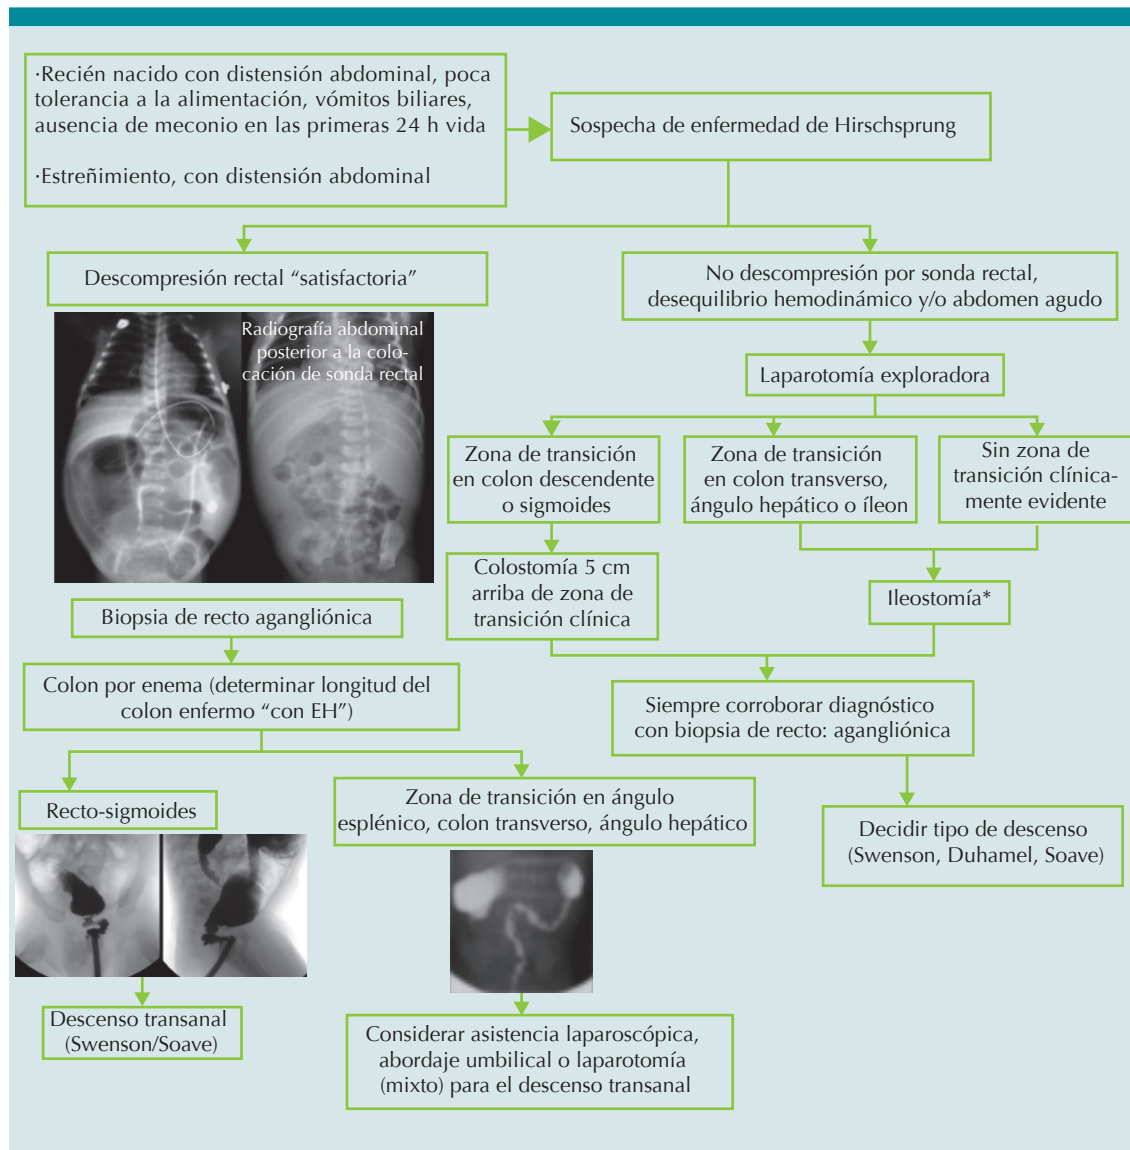 ·Recién nacido con distensión abdominal, poca
tolerancia a la alimentación, vómitos biliares,
ausencia de meconio en las primeras 24 h vida
·Estreñimiento, con distensión abdominal
Sospecha de enfermedad de Hirschsprung
Descompresión rectal “satisfactoria”
No descompresión por sonda rectal,
desequilibrio hemodinámico y/o abdomen agudo
Radiografía abdominal
posterior a la colo-
cación de sonda rectal
Laparotomía exploradora
Zona de transición
en colon descendente
o sigmoides
Zona de transición
en colon transverso,
ángulo hepático o íleon
Sin zona de
transición clínica-
mente evidente
Colostomía 5 cm
arriba de zona de
transición clínica
Ileostomía*
Biopsia de recto agangliónica
Colon por enema (determinar longitud del
colon enfermo “con EH”)
Siempre corroborar diagnóstico
con biopsia de recto: agangliónica
Recto-sigmoides
Zona de transición en ángulo
esplénico, colon transverso, ángulo hepático
Decidir tipo de descenso
(Swenson, Duhamel, Soave)
Descenso transanal
(Swenson/Soave)
Considerar asistencia laparoscópica,
abordaje umbilical o laparotomía
(mixto) para el descenso transanal